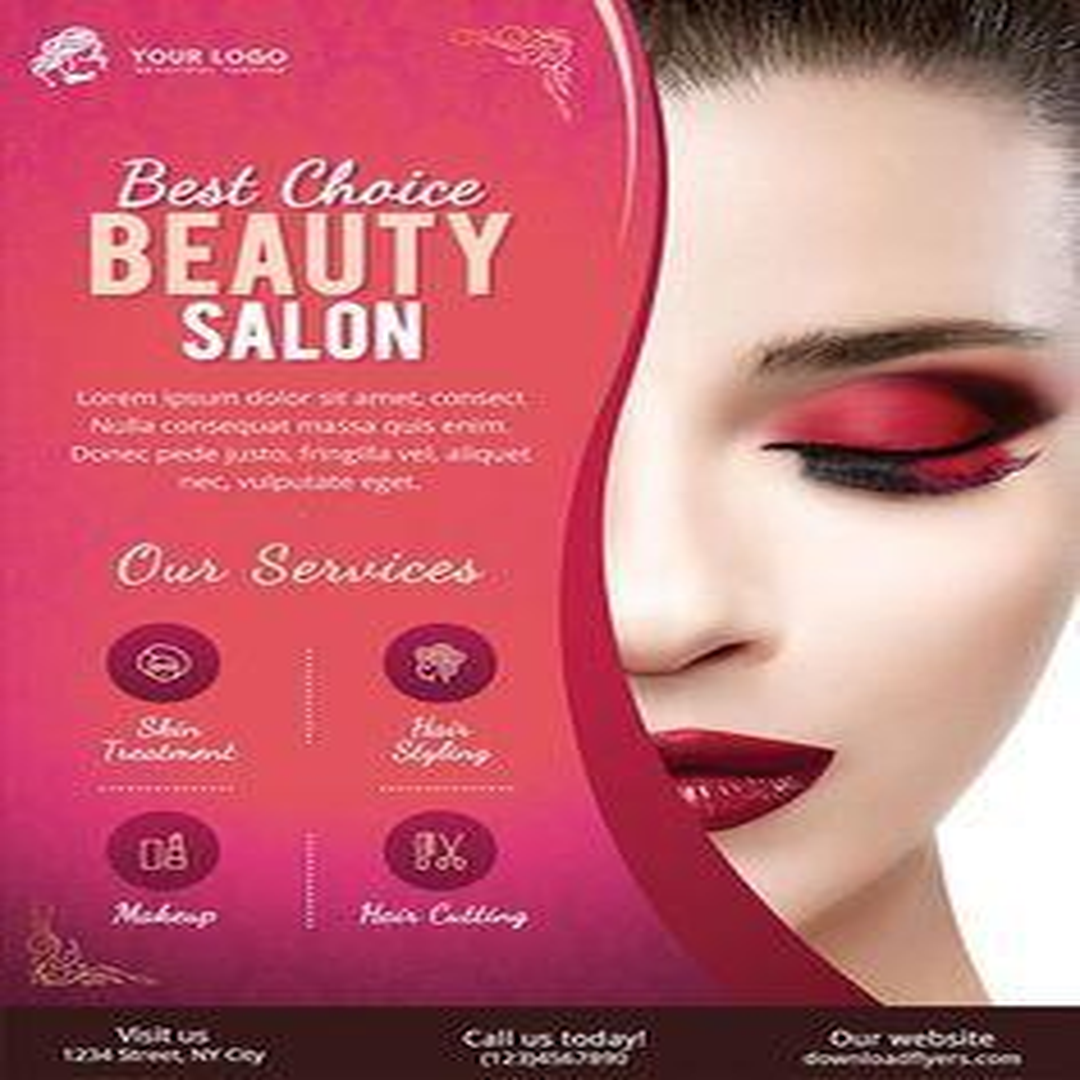 YOUR LOGO
Best Choice
BEAUTY
SALON
Lorem ipsum dolor sit amet, consect
Nulla consequat massa quis enim.
Donec pede justo, fringilla vel, aliquet
nec, vulputate eget.
Our Services
Skin
Treatment
Hair
Styling
Makeup
Hair Cutting
Visit us
1234 Street, NY City
Call us today!
(123)4567890
Our website
downloadflyers.com